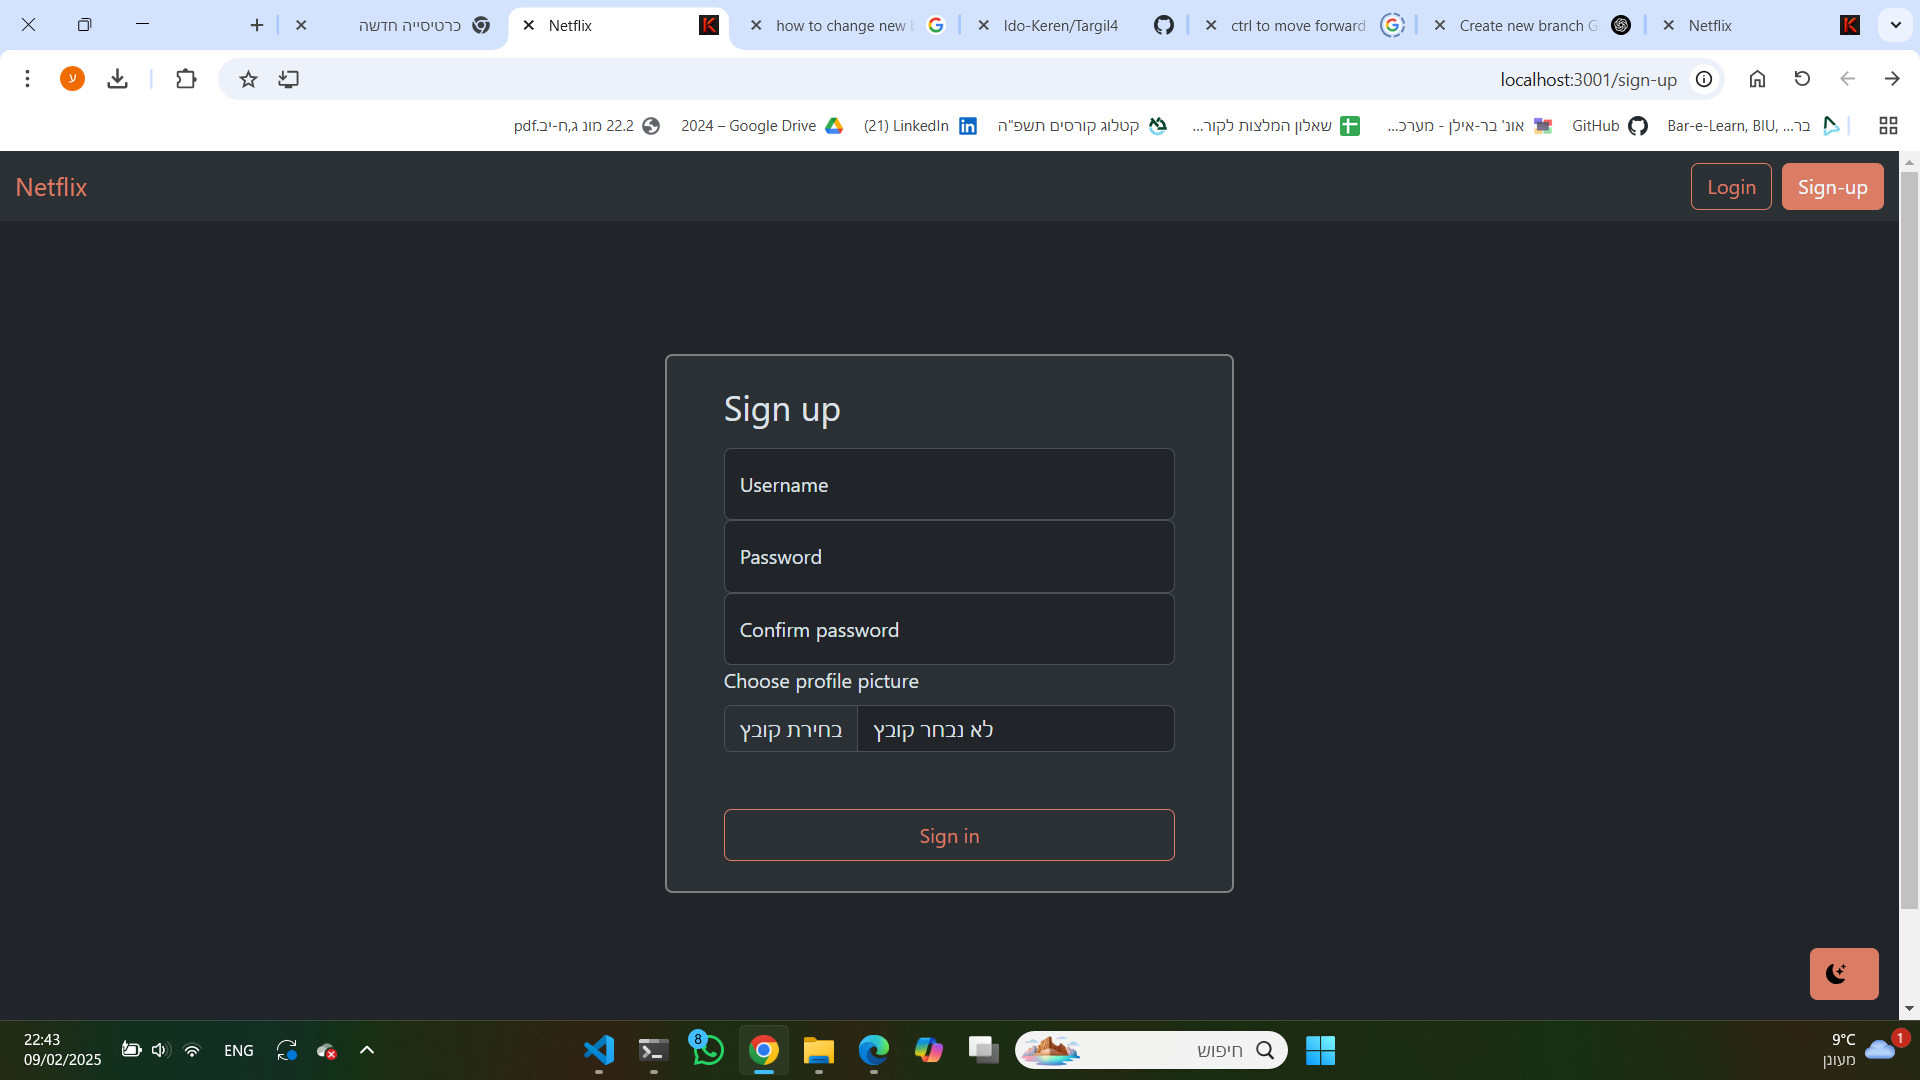 כרטיסייה חדשה
Netflix
how to change new
Ido-Keren/Targil4
ctrl to move forward
Create new branch G
Netflix
ע
localhost:3001/sign-up
22.2 מונ ג,ח-יב.pdf
2024 – Google Drive
(21) LinkedIn
קטלוג קורסים תשפ"ה
שאלון המלצות לקור...
אונ' בר-אילן - מערכ...
GitHub
Bar-e-Learn, BIU, בר...
Netflix
Login
Sign-up
Sign up
Username
Password
Confirm password
Choose profile picture
בחירת קובץ
לא נבחר קובץ
Sign in
22:43
09/02/2025
ENG
8
חיפוש
9°C
מעונן
1